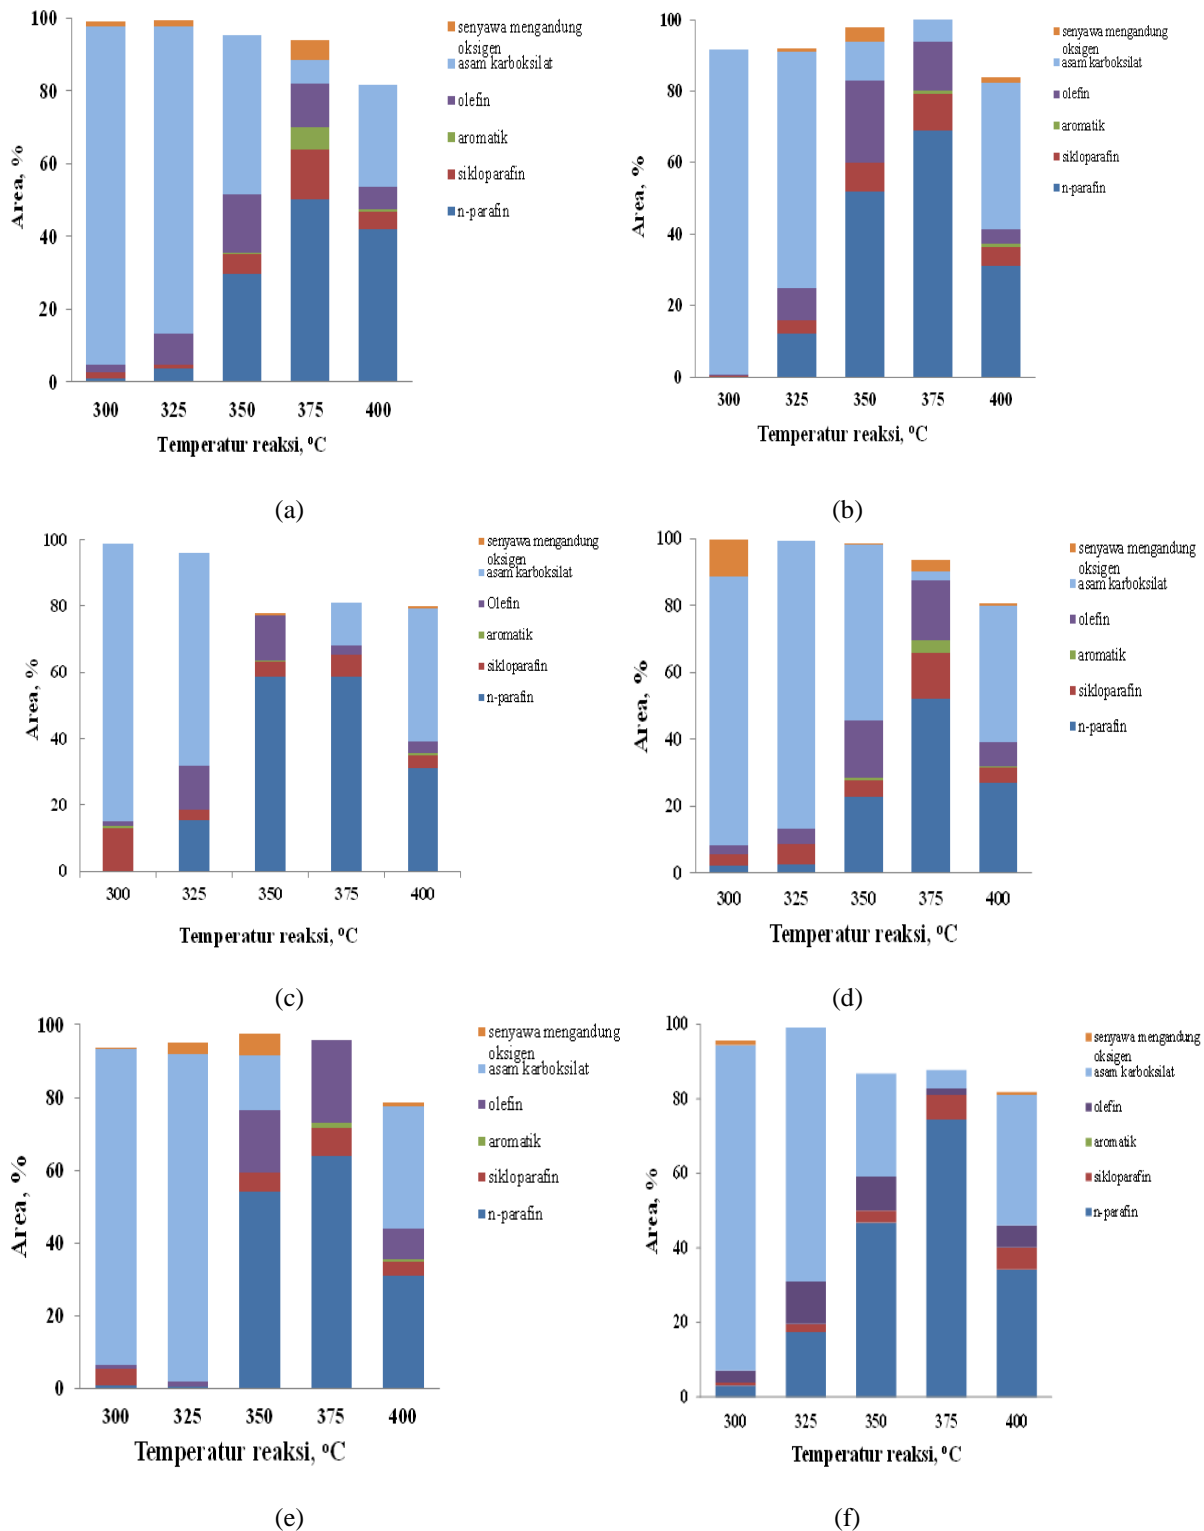 100
80
60
40
20
0
Area, %
300 325 350 375 400
Temperatur reaksi, ºC
senyawa mengandung
oksigen
asam karboksilat
olefin
aromatik
sikloparafin
n-parafin
(a)
100
80
60
40
20
0
Area, %
300 325 350 375 400
Temperatur reaksi, ºC
senyawa mengandung
oksigen
asam karboksilat
olefin
aromatik
sikloparafin
n-parafin
(b)
100
80
60
40
20
0
Area, %
300 325 350 375 400
Temperatur reaksi, ºC
senyawa mengandung
oksigen
asam karboksilat
Olefin
aromatik
sikloparafin
n-parafin
(c)
100
80
60
40
20
0
Area, %
300 325 350 375 400
Temperatur reaksi, ºC
senyawa mengandung
oksigen
asam karboksilat
olefin
aromatik
sikloparafin
n-parafin
(d)
100
80
60
40
20
0
Area, %
300 325 350 375 400
Temperatur reaksi, ºC
senyawa mengandung
oksigen
asam karboksilat
olefin
aromatik
sikloparafin
n-parafin
(e)
100
80
60
40
20
0
Area, %
300 325 350 375 400
Temperatur reaksi, ºC
senyawa mengandung
oksigen
asam karboksilat
olefin
aromatik
sikloparafin
n-parafin
(f)